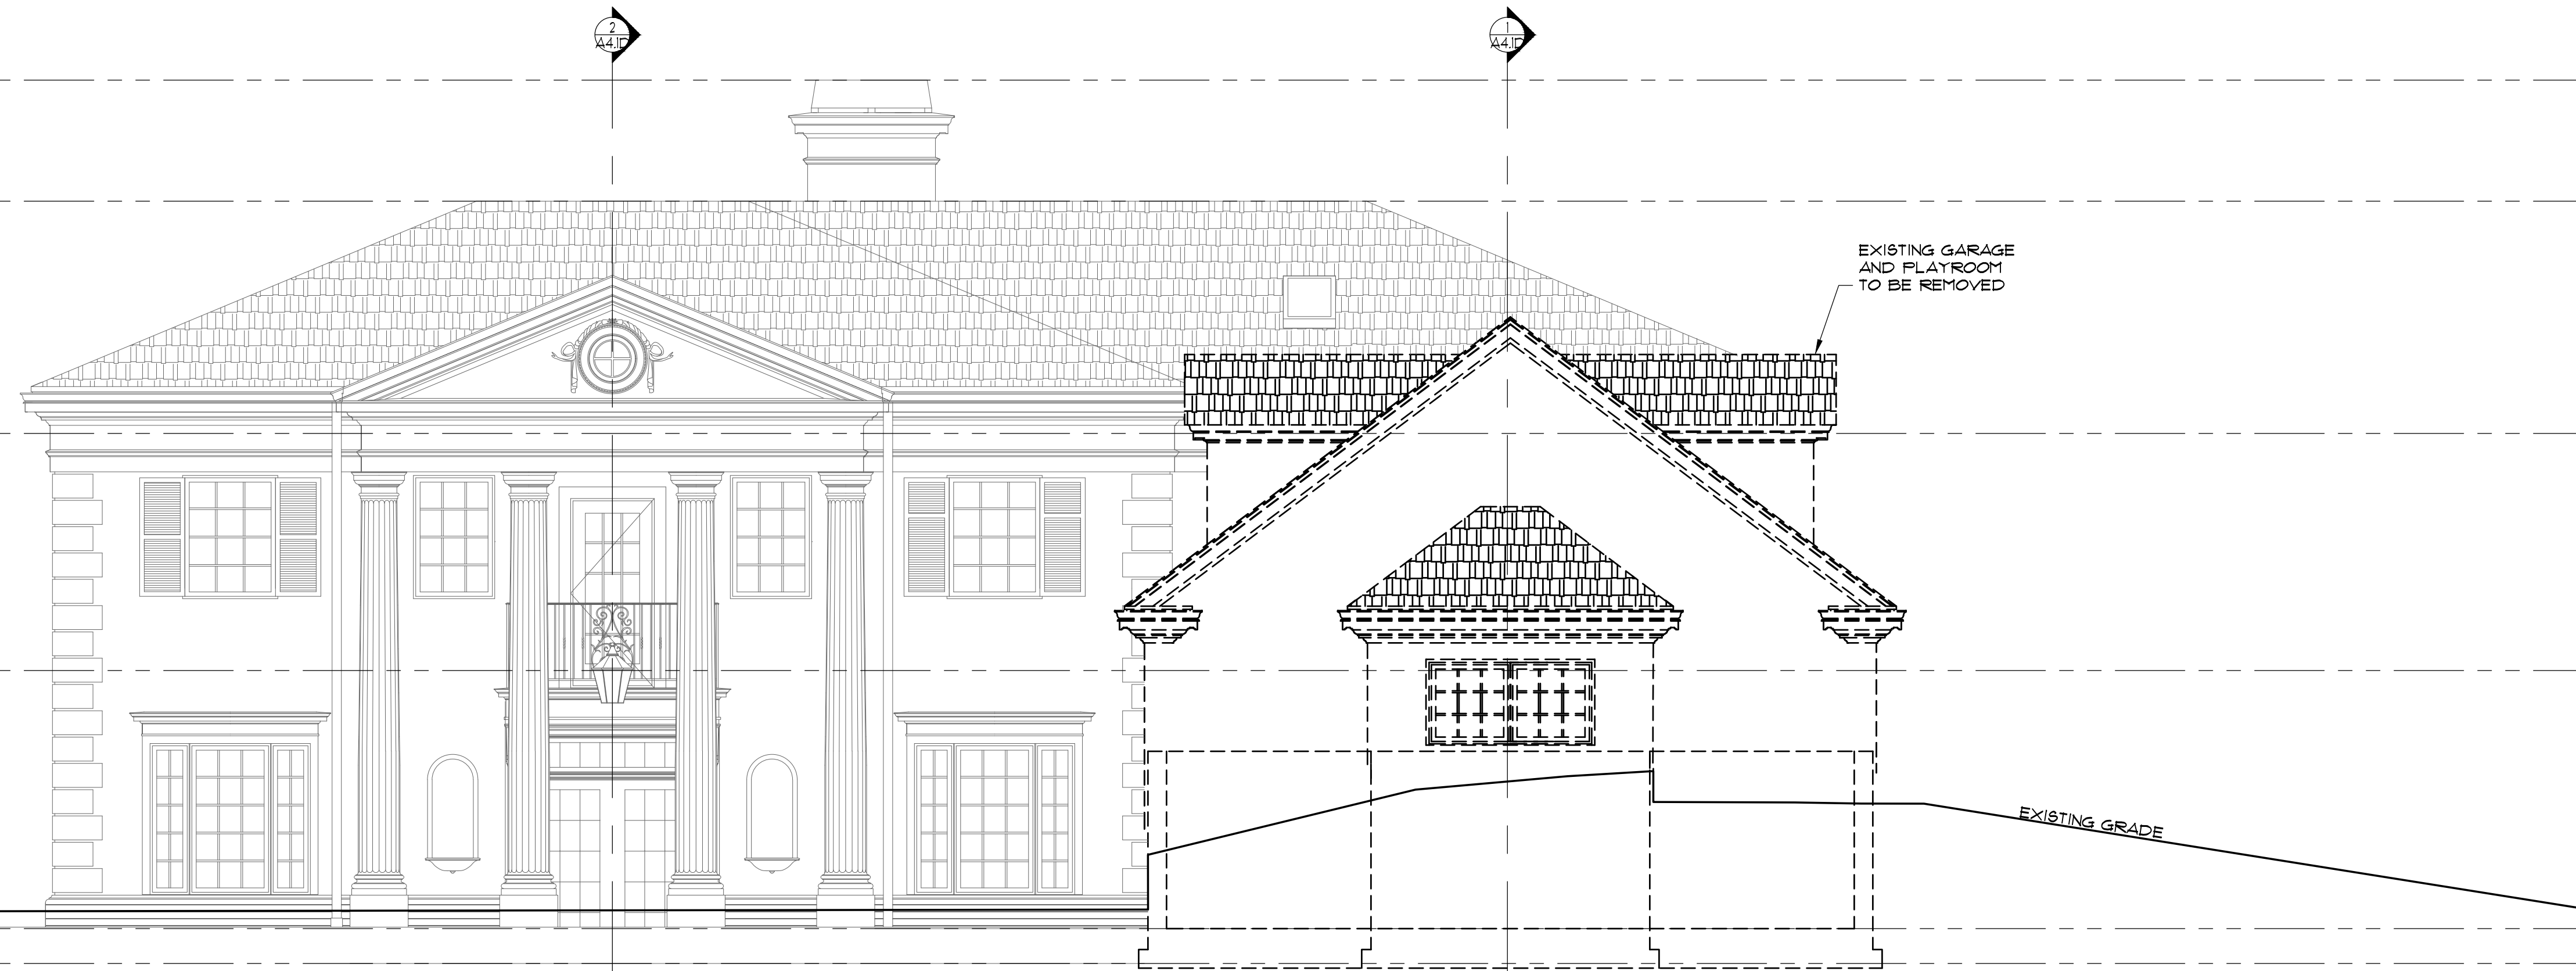 2
A4.1D
1
A4.1D
EXISTING GARAGE
AND PLAYROOM
TO BE REMOVED
EXISTING GRADE